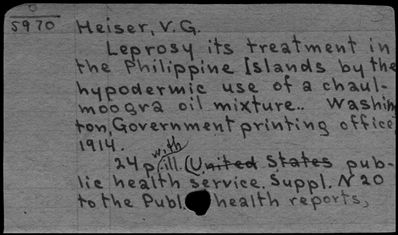 0
5970 Heiser, V. G.
Leprosy its treatment in
the Philippine Islands by the
hypodermic use of a chaul-
moogra oil mixture.. Washin
ton, Government printing office,
1914.
with
24 p. ill. (United States pub-
lic health service. Suppl. N 20
to the Publ. health reports,